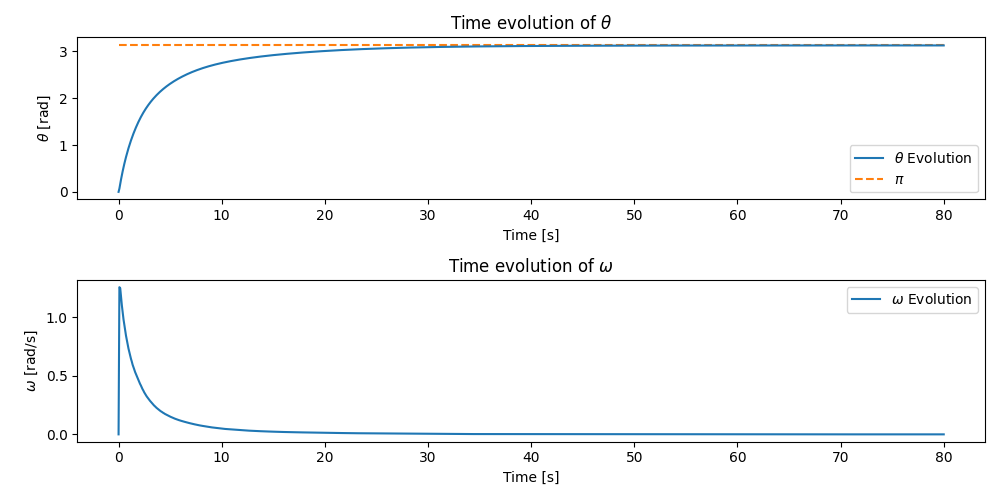 Time evolution of θ
θ [rad]
3
2
1
0
θ Evolution
π
0 10 20 30 40 50 60 70 80
Time [s]
Time evolution of ω
ω [rad/s]
1.0
0.5
0.0
ω Evolution
0 10 20 30 40 50 60 70 80
Time [s]